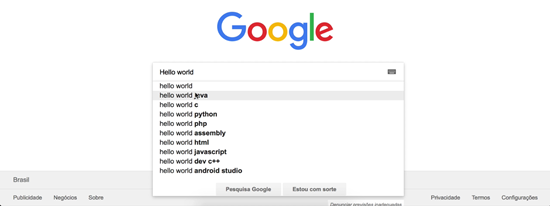 Google
Hello world
hello world
hello world java
hello world c
hello world python
hello world php
hello world assembly
hello world html
hello world javascript
hello world dev c++
hello world android studio
Brasil
Pesquisa Google Estou com sorte
Publicidade Negócios Sobre Privacidade Termos Configurações
Denunciar previsões inadequadas